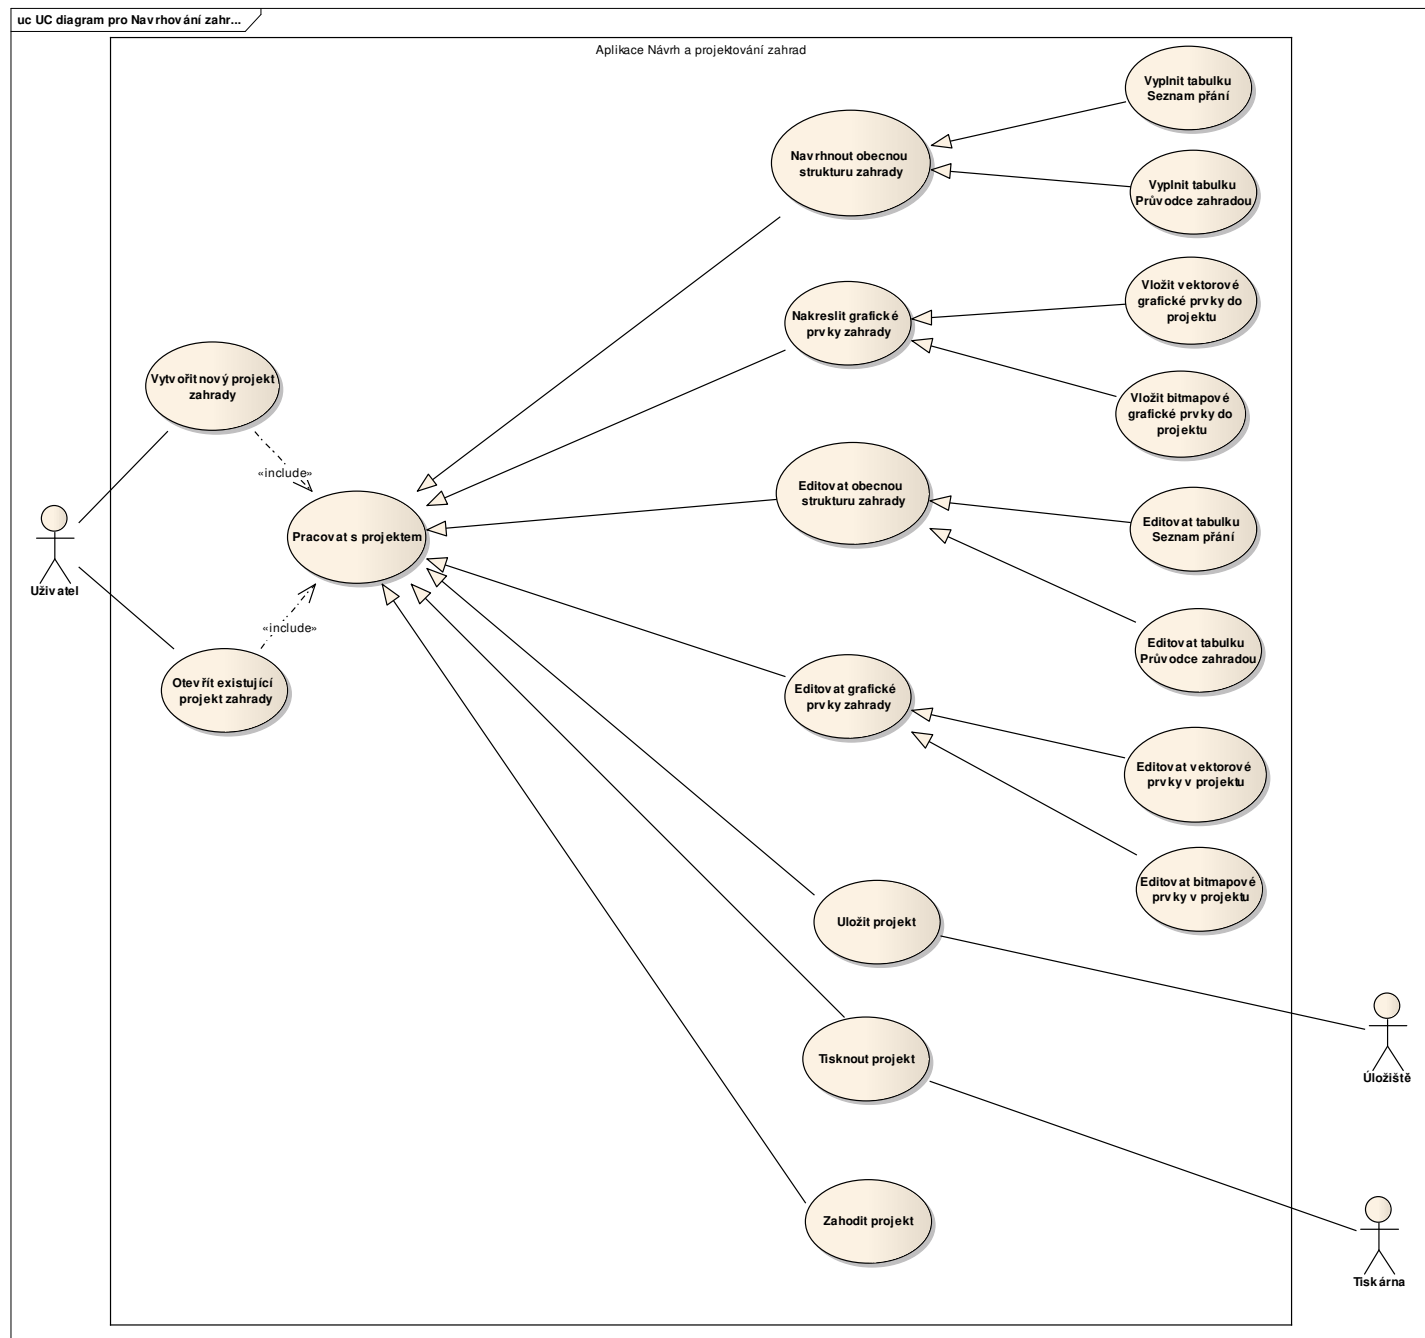 uc UC diagram pro Navrhování zahr...
Aplikace Návrh a projektování zahrad
Vyplnit tabulku
Seznam přání
Navrhnout obecnou
strukturu zahrady
Vyplnit tabulku
Průvodce zahradou
Vložit vektorové
grafické prvky do
projektu
Nakreslit grafické
prvky zahrady
Vytvořit nový projekt
zahrady
Vložit bitmapové
grafické prvky do
projektu
«include»
Editovat obecnou
strukturu zahrady
Pracovat s projektem
Editovat tabulku
Seznam přání
Uživatel
«include»
Editovat tabulku
Průvodce zahradou
Otevřít existující
projekt zahrady
Editovat grafické
prvky zahrady
Editovat vektorové
prvky v projektu
Editovat bitmapové
prvky v projektu
Uložit projekt
Tisknout projekt
Úložiště
Zahodit projekt
Tiskárna